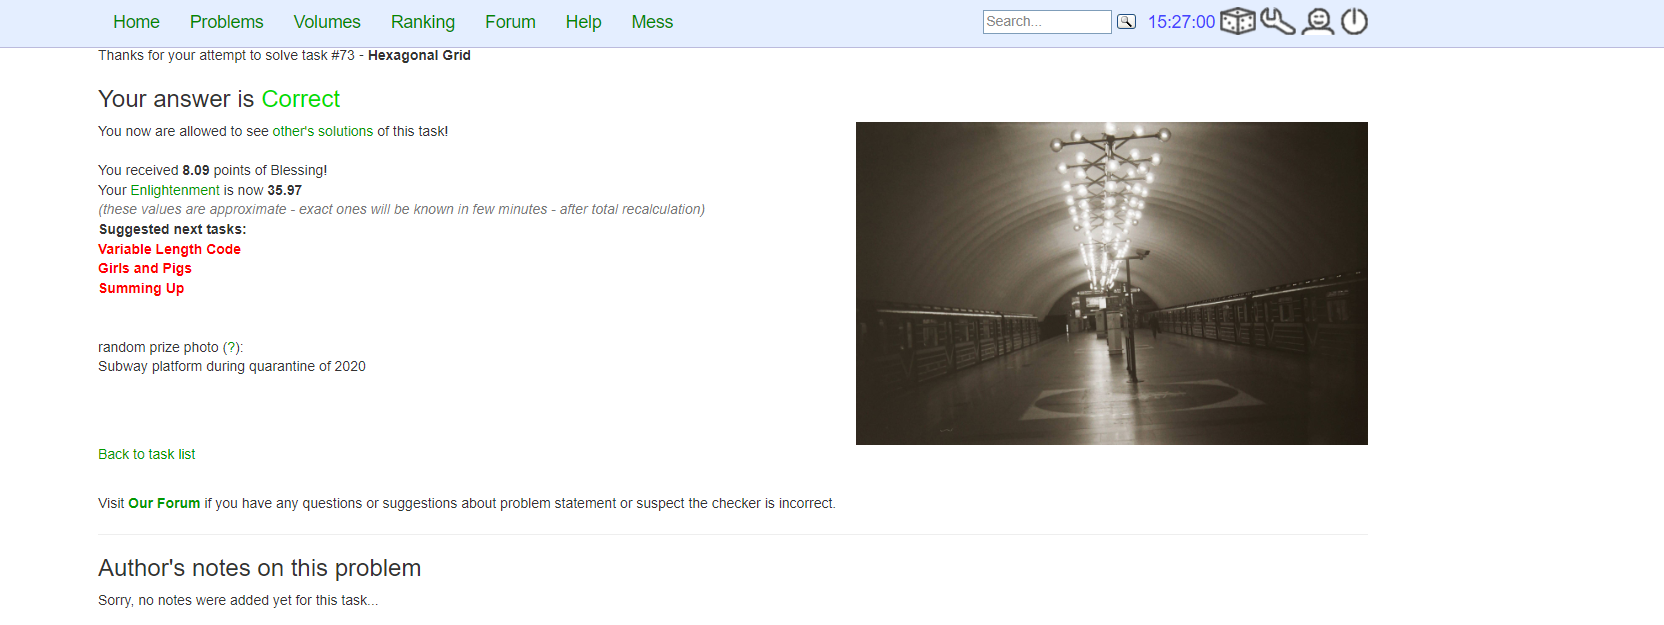 Home Problems Volumes Ranking Forum Help Mess Search... 15:27:00
Thanks for your attempt to solve task #73 - Hexagonal Grid
Your answer is Correct
You now are allowed to see other's solutions of this task!
You received 8.09 points of Blessing!
Your Enlightenment is now 35.97
(these values are approximate - exact ones will be known in few minutes - after total recalculation)
Suggested next tasks:
Variable Length Code
Girls and Pigs
Summing Up
random prize photo (?):
Subway platform during quarantine of 2020
Back to task list
Visit Our Forum if you have any questions or suggestions about problem statement or suspect the checker is incorrect.
Author's notes on this problem
Sorry, no notes were added yet for this task...